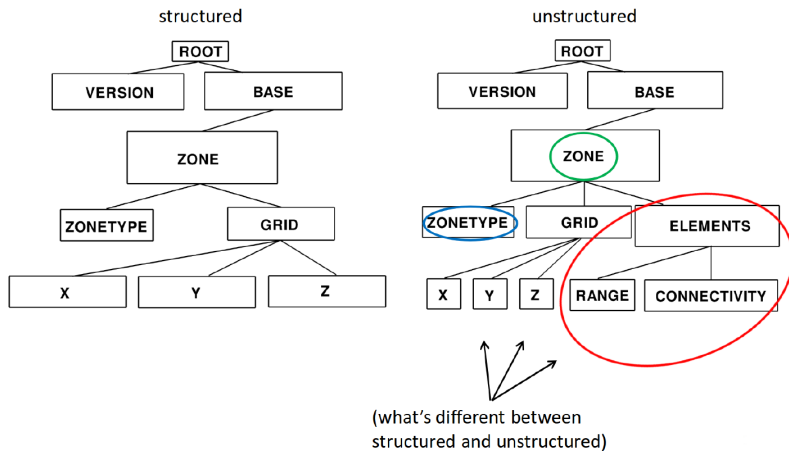 structured
unstructured
ROOT
VERSION
BASE
ZONE
ZONETYPE
GRID
X
Y
Z
ROOT
VERSION
BASE
ZONE
ZONETYPE
GRID
ELEMENTS
X
Y
Z
RANGE
CONNECTIVITY
(what's different between
structured and unstructured)